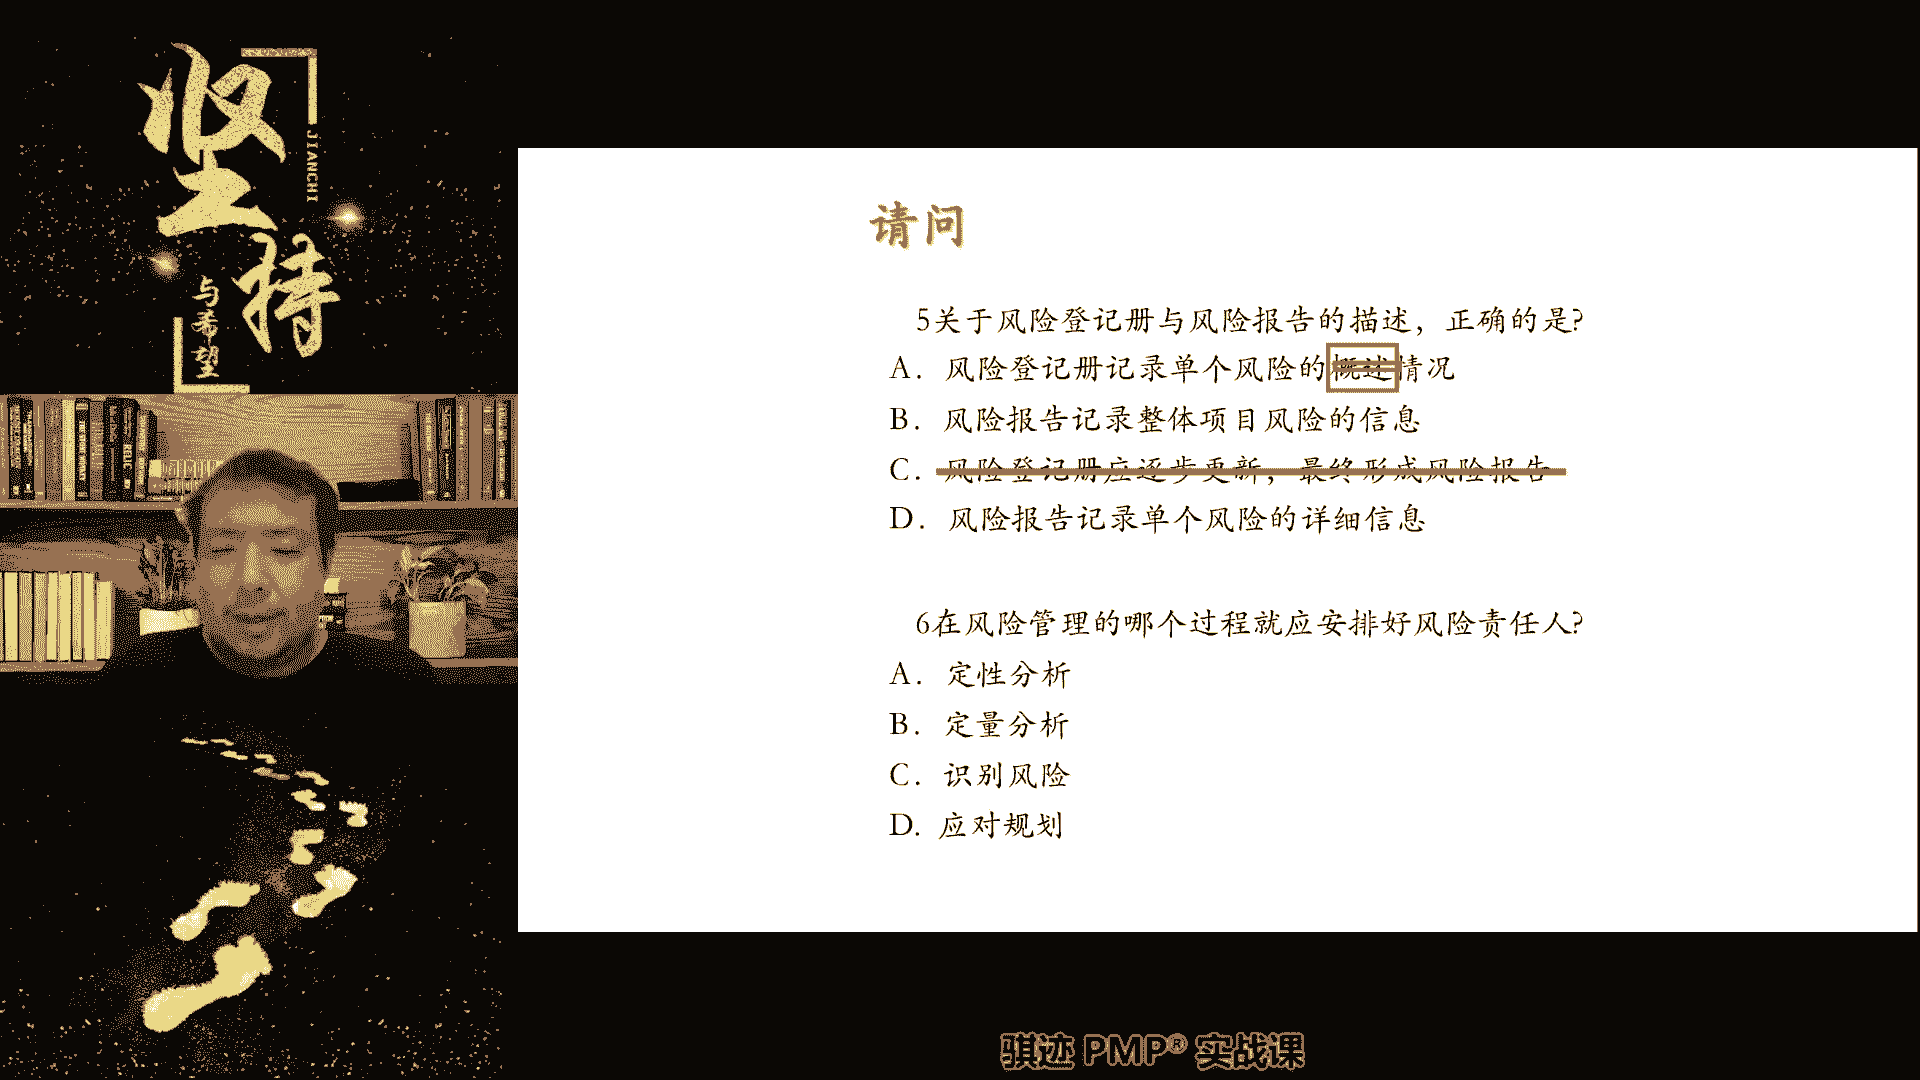 坚持
JIANCHI
与希望
请问
5关于风险登记册与风险报告的描述，正确的是?
A. 风险登记册记录单个风险的概述情况
B. 风险报告记录整体项目风险的信息
C. 风险登记册应逐步更新，最终形成风险报告
D. 风险报告记录单个风险的详细信息
6在风险管理的哪个过程就应安排好风险责任人?
A. 定性分析
B. 定量分析
C. 识别风险
D. 应对规划
骐迹 PMP® 实战课